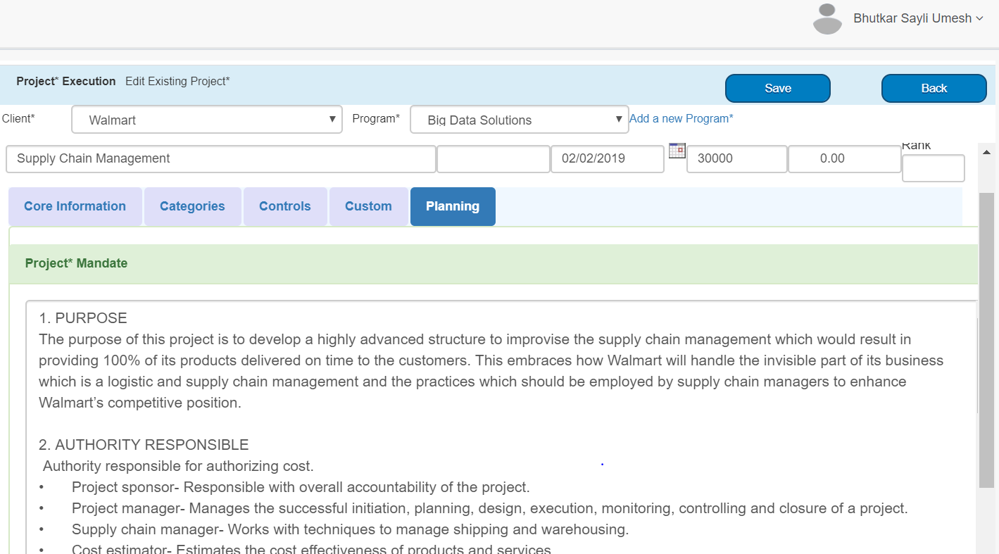 Bhutkar Sayli Umesh
Project* Execution Edit Existing Project* Save Back
Client* Walmart Program* Big Data Solutions Add a new Program*
Rank
Supply Chain Management 02/02/2019 30000 0.00
Core Information Categories Controls Custom Planning
Project* Mandate
1. PURPOSE
The purpose of this project is to develop a highly advanced structure to improvise the supply chain management which would result in
providing 100% of its products delivered on time to the customers. This embraces how Walmart will handle the invisible part of its business
which is a logistic and supply chain management and the practices which should be employed by supply chain managers to enhance
Walmart’s competitive position.
2. AUTHORITY RESPONSIBLE
Authority responsible for authorizing cost.
• Project sponsor- Responsible with overall accountability of the project.
• Project manager- Manages the successful initiation, planning, design, execution, monitoring, controlling and closure of a project.
• Supply chain manager- Works with techniques to manage shipping and warehousing.
• Cost estimator- Estimates the cost effectiveness of products and services